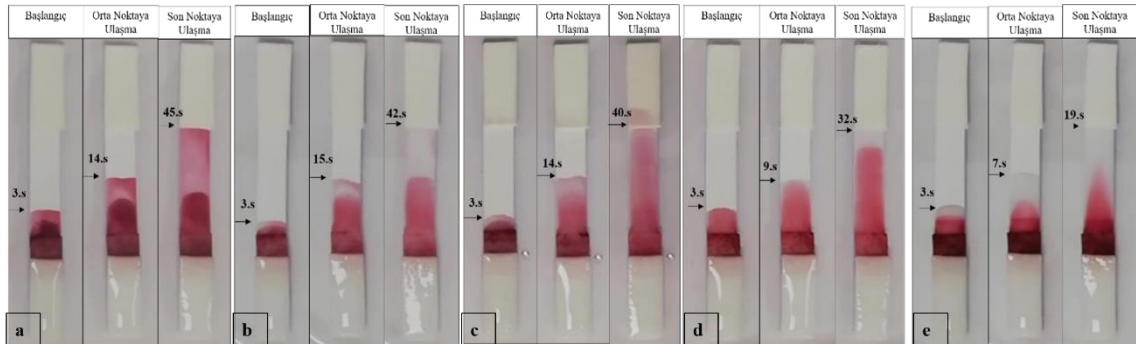 Başlangıç
Orta Noktaya
Ulaşma
Son Noktaya
Ulaşma
3.s
14.s
45.s
a
Başlangıç
Orta Noktaya
Ulaşma
Son Noktaya
Ulaşma
3.s
15.s
42.s
b
Başlangıç
Orta Noktaya
Ulaşma
Son Noktaya
Ulaşma
3.s
14.s
40.s
c
Başlangıç
Orta Noktaya
Ulaşma
Son Noktaya
Ulaşma
3.s
9.s
32.s
d
Başlangıç
Orta Noktaya
Ulaşma
Son Noktaya
Ulaşma
3.s
7.s
19.s
e